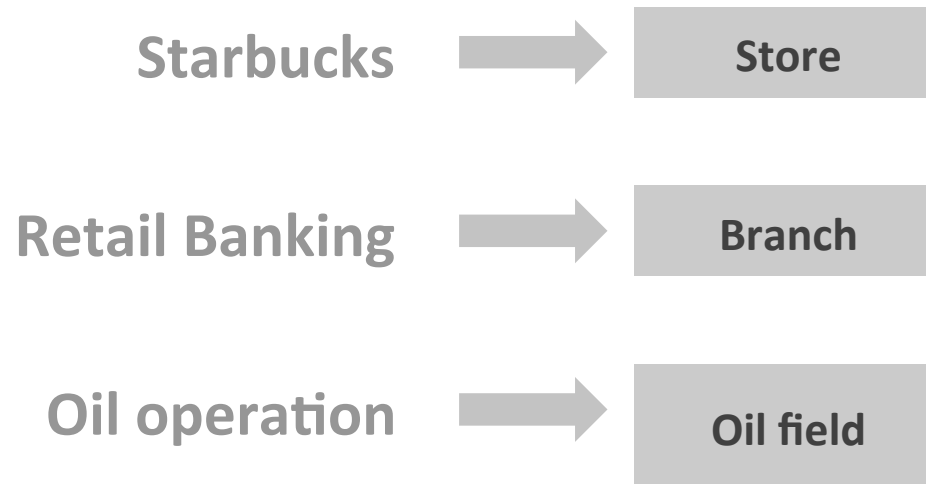 Starbucks
Store
Retail Banking
Branch
Oil operation
Oil field